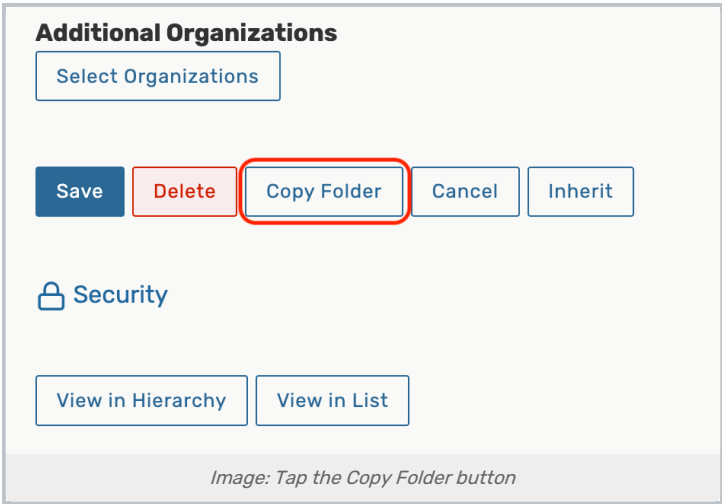 Additional Organizations
Select Organizations
Save Delete Copy Folder Cancel Inherit
Security
View in Hierarchy View in List
Image: Tap the Copy Folder button